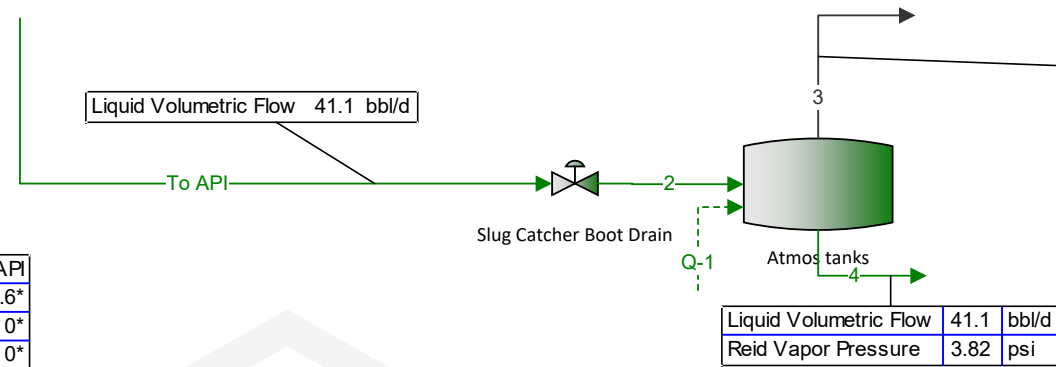 3
Liquid Volumetric Flow 41.1 bbl/d
To API
2
Slug Catcher Boot Drain
Q-1
Atmos tanks
4
API
.6*
0*
0*
Liquid Volumetric Flow 41.1 bbl/d
Reid Vapor Pressure 3.82 psi